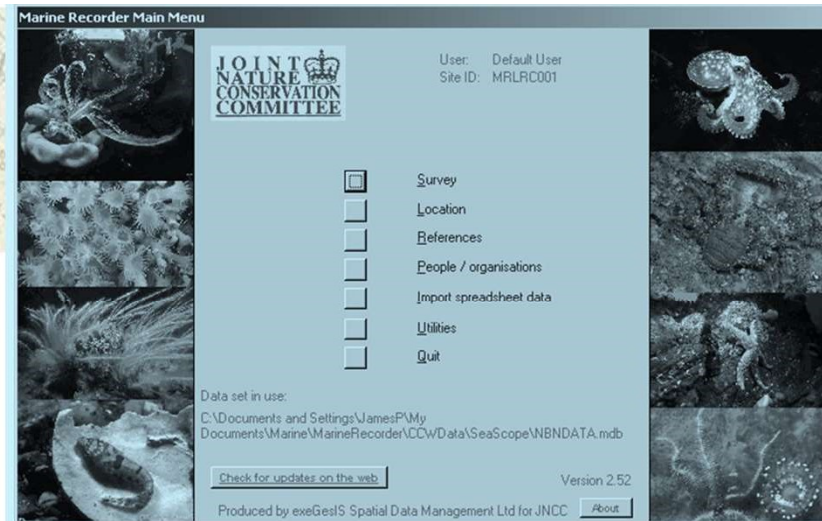 Marine Recorder Main Menu
JOINT
NATURE
CONSERVATION
COMMITTEE
User: Default User
Site ID: MRLRC001
Survey
Location
References
People / organisations
Import spreadsheet data
Utilities
Quit
Data set in use:
C:\Documents and Settings\JamesP\My
Documents\Marine\MarineRecorder\CCWData\SeaScope\NBNDATA.mdb
Check for updates on the web
Version 2.52
Produced by exeGesIS Spatial Data Management Ltd for JNCC
About